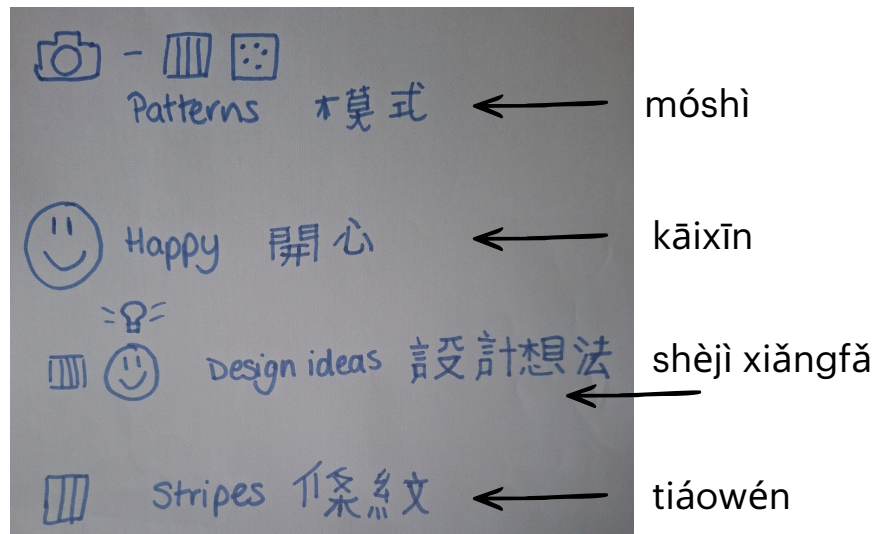 Patterns 模式 móshì
Happy 開心 kāixīn
Design ideas 設計想法 shèjì xiǎngfǎ
Stripes 條紋 tiáowén